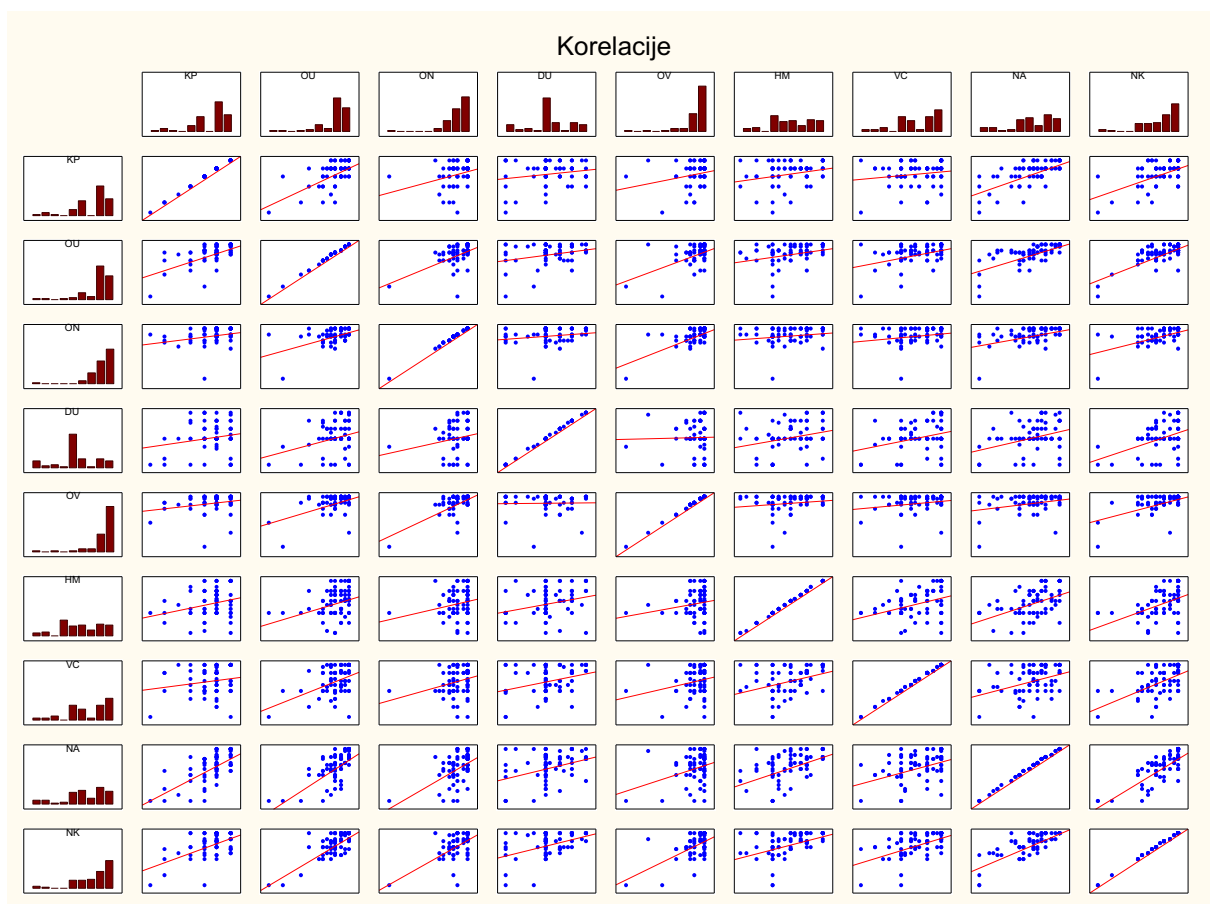 Korelacije
KP OU ON DU OV HM VC NA NK
KP
OU
ON
DU
OV
HM
VC
NA
NK